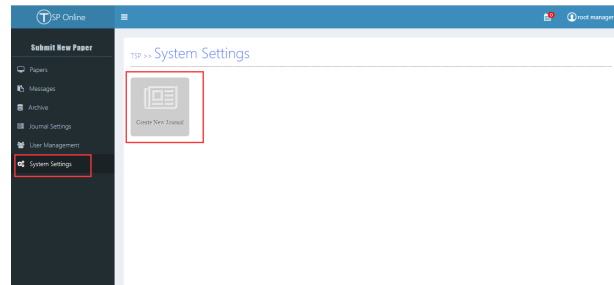 TSP Online
0
root manager
Submit New Paper
TSP >> System Settings
Papers
Messages
Archive
Journal Settings
User Management
System Settings
Create New Journal